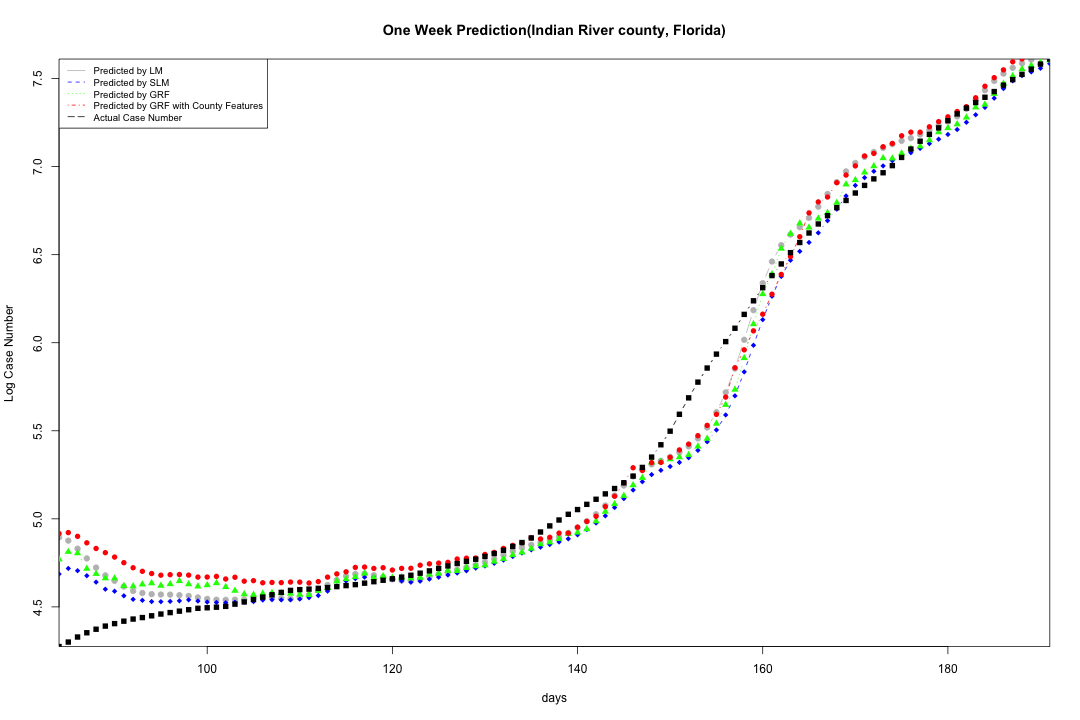 One Week Prediction(Indian River county, Florida)
Predicted by LM
Predicted by SLM
Predicted by GRF
Predicted by GRF with County Features
Actual Case Number
7.5
7.0
6.5
6.0
5.5
5.0
4.5
Log Case Number
100
120
140
160
180
days